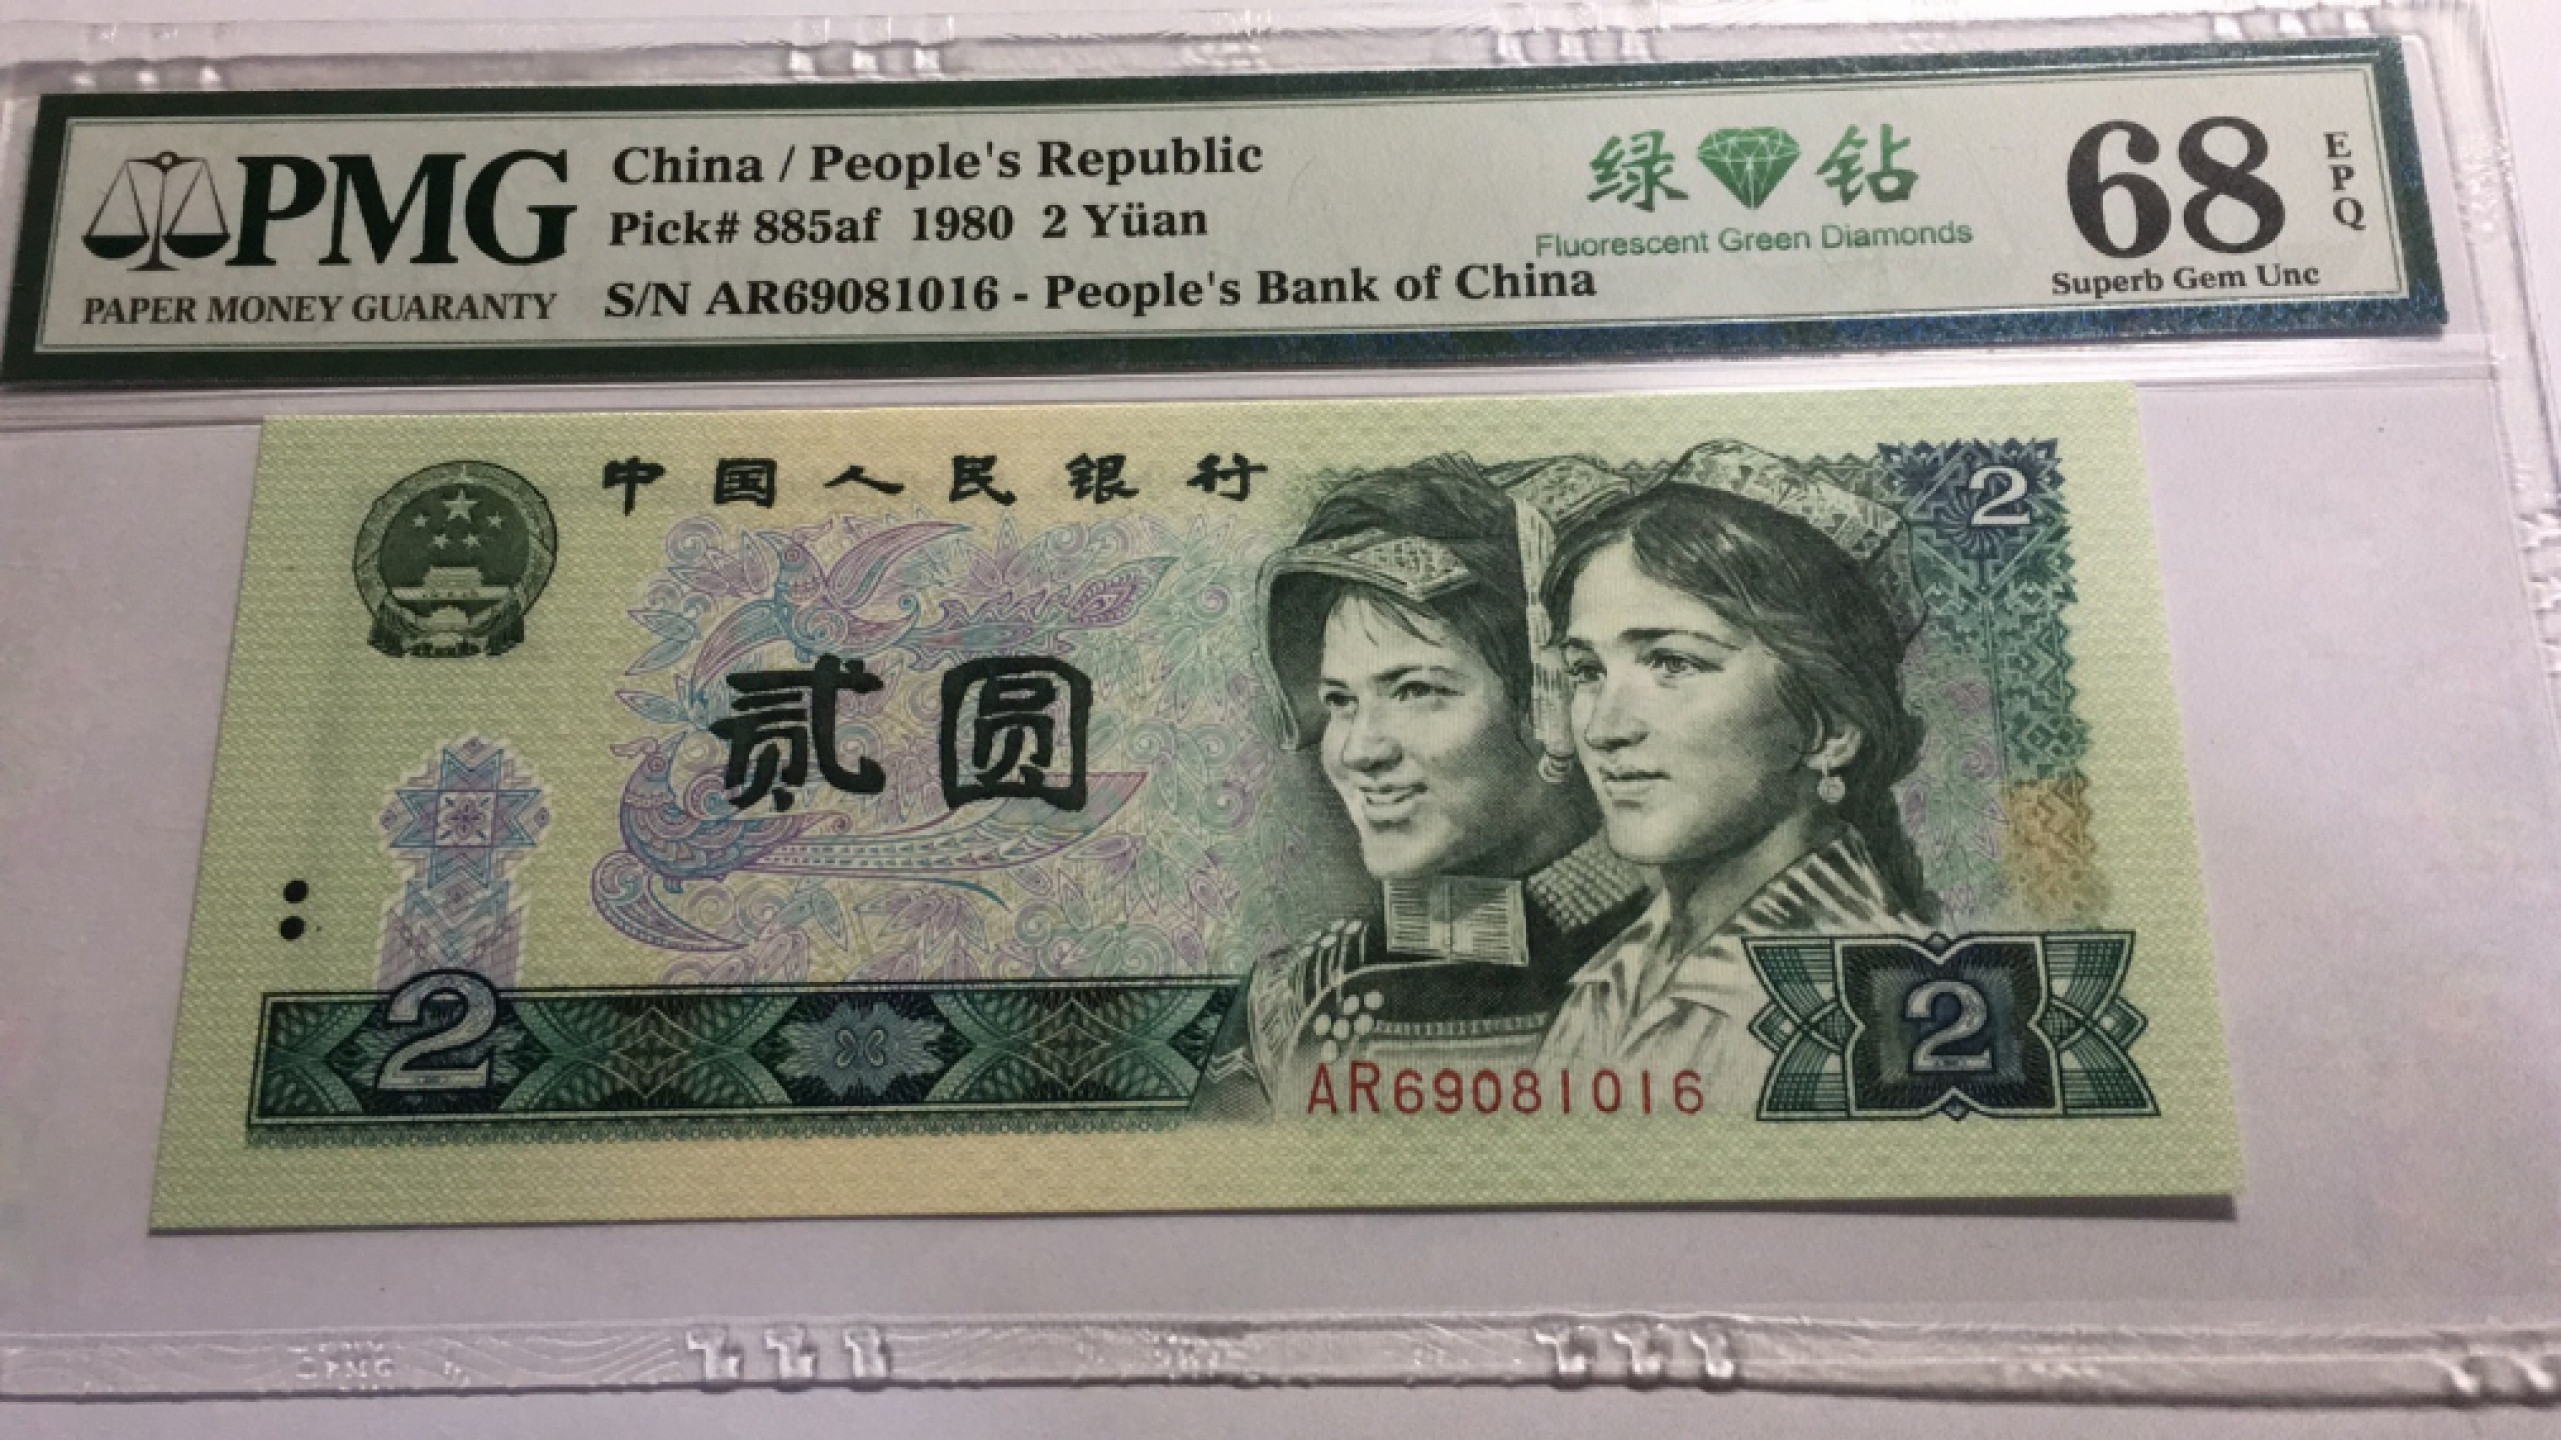 PMG
PAPER MONEY GUARANTY
China / People's Republic
Pick# 885af 1980 2 Yüan
S/N AR69081016 - People's Bank of China
绿钻
Fluorescent Green Diamonds
68
EPQ
Superb Gem Unc
中国人民银行
2
贰圆
2
AR69081016
2
PMG